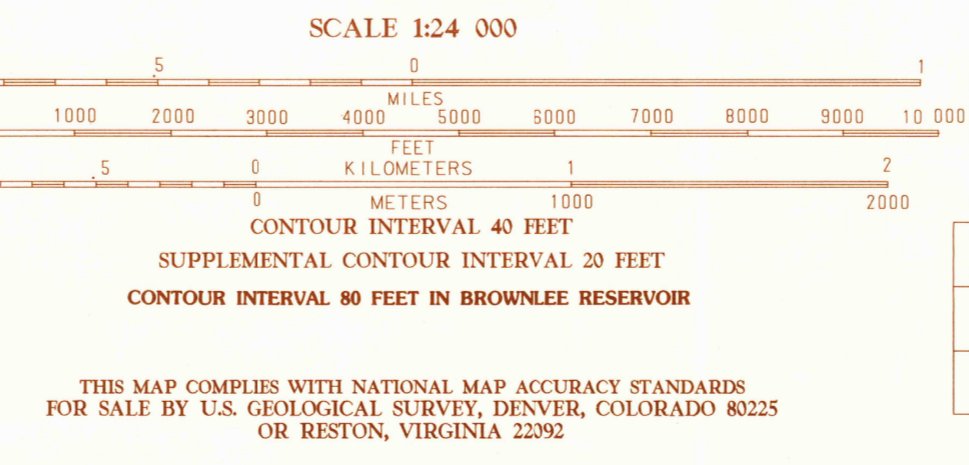 SCALE 1:24 000
.5 0 1
MILES
1000 2000 3000 4000 5000 6000 7000 8000 9000 10 000
FEET
.5 0 KILOMETERS 1 2
0 METERS 1000 2000
CONTOUR INTERVAL 40 FEET
SUPPLEMENTAL CONTOUR INTERVAL 20 FEET
CONTOUR INTERVAL 80 FEET IN BROWNLEE RESERVOIR
THIS MAP COMPLIES WITH NATIONAL MAP ACCURACY STANDARDS
FOR SALE BY U.S. GEOLOGICAL SURVEY, DENVER, COLORADO 80225
OR RESTON, VIRGINIA 22092